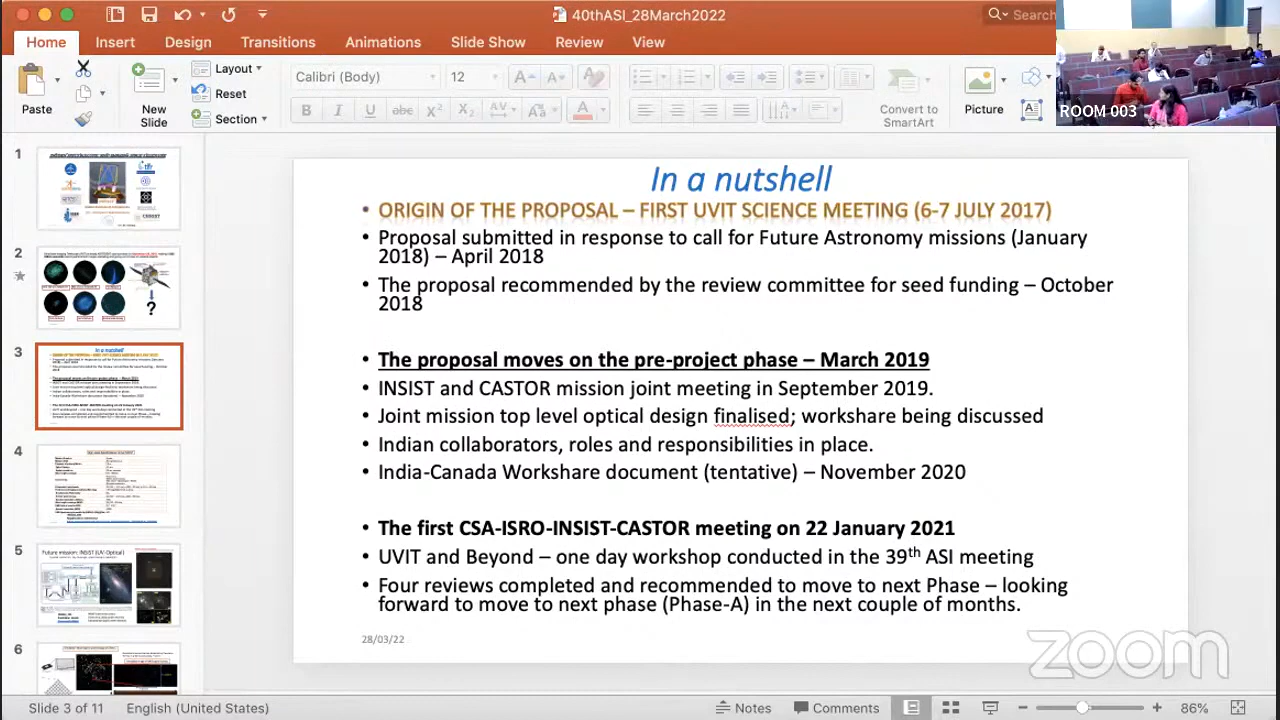 40thASI_28March2022
Search
Home Insert Design Transitions Animations Slide Show Review View
Paste
New Slide
Layout
Reset
Section
Calibri (Body) 12
Convert to SmartArt
Picture
ROOM 003
1
2
3
4
5
Future mission: INSIST (UV-Optical)
6
In a nutshell
• ORIGIN OF THE PROPOSAL – FIRST UVIT SCIENCE MEETING (6-7 JULY 2017)
• Proposal submitted in response to call for Future Astronomy missions (January
2018) – April 2018
• The proposal recommended by the review committee for seed funding – October
2018
The proposal enters the pre-project phase – March 2019
• INSIST and CASTOR mission joint meeting in September 2019.
• Joint mission top level optical design finalised; workshare being discussed
• Indian collaborators, roles and responsibilities in place.
• India-Canada Workshare document (tentative) – November 2020
• The first CSA-ISRO-INSIST-CASTOR meeting on 22 January 2021
• UVIT and Beyond – one day workshop conducted in the 39th ASI meeting
• Four reviews completed and recommended to move to next Phase – looking
forward to move to next phase (Phase-A) in the next couple of months.
28/03/22
zoom
Slide 3 of 11 English (United States) Notes Comments 86%